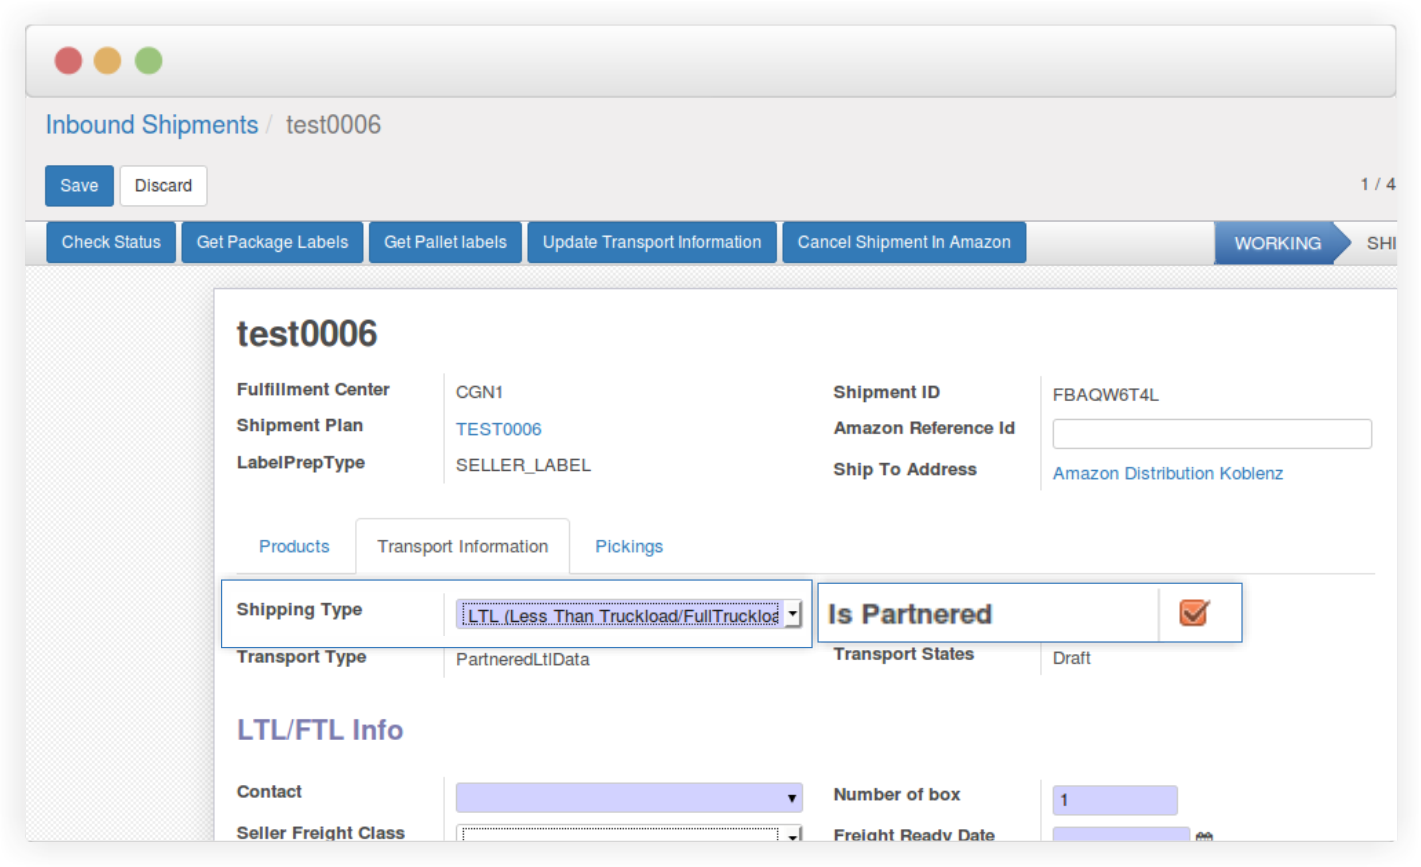 Inbound Shipments / test0006
Save Discard 1 / 4
Check Status Get Package Labels Get Pallet labels Update Transport Information Cancel Shipment In Amazon WORKING SHI
test0006
Fulfillment Center CGN1 Shipment ID FBAQW6T4L
Shipment Plan TEST0006 Amazon Reference Id
LabelPrepType SELLER_LABEL Ship To Address Amazon Distribution Koblenz
Products Transport Information Pickings
Shipping Type LTL (Less Than Truckload/FullTruckloa Is Partnered
Transport Type PartneredLtlData Transport States Draft
LTL/FTL Info
Contact Number of box 1
Seller Freight Class Freight Ready Date